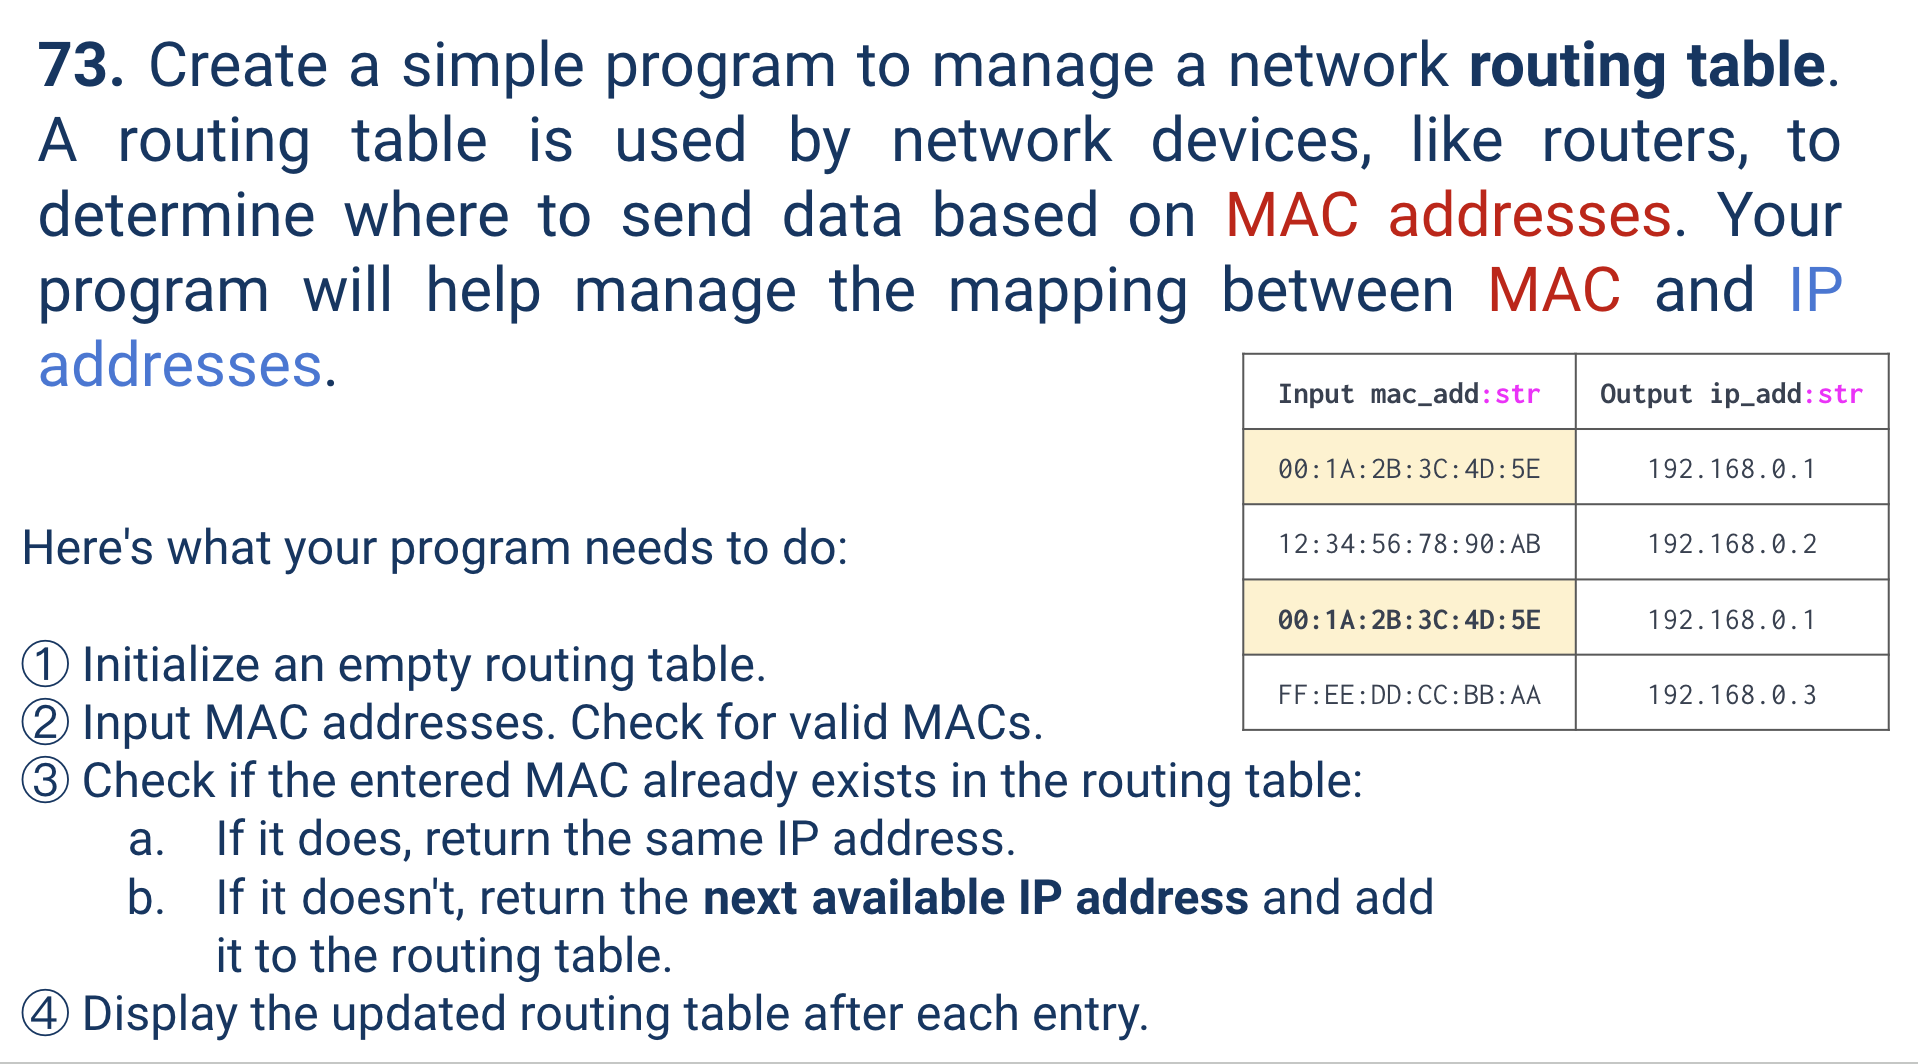 73. Create a simple program to manage a network routing table.
A routing table is used by network devices, like routers, to
determine where to send data based on MAC addresses. Your
program will help manage the mapping between MAC and IP
addresses.
Input mac_add:str Output ip_add:str
00:1A:2B:3C:4D:5E 192.168.0.1
12:34:56:78:90:AB 192.168.0.2
00:1A:2B:3C:4D:5E 192.168.0.1
FF:EE:DD:CC:BB:AA 192.168.0.3
Here's what your program needs to do:
① Initialize an empty routing table.
② Input MAC addresses. Check for valid MACs.
③ Check if the entered MAC already exists in the routing table:
a. If it does, return the same IP address.
b. If it doesn't, return the next available IP address and add
it to the routing table.
④ Display the updated routing table after each entry.